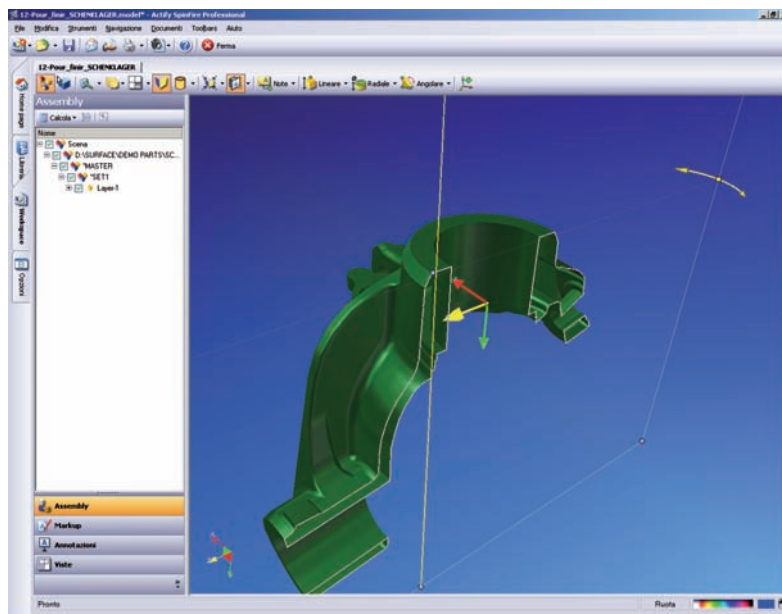 12-Pour_finir_SCHENKLAGER.model* - Actify SpinFire Professional
File Modifica Strumenti Navigazione Documenti Toolbars Aiuto
Ferma
12-Pour_finir_SCHENKLAGER
Note Lineare Radiale Angolare
Assembly
Calcola
Nome
Scena
D:\SURFACE\DEMO PARTS\SC...
*MASTER
*SET1
Layer-1
Home page
Libreria
Workspace
Opzioni
Assembly
Markup
Annotazioni
Viste
Pronto
Ruota